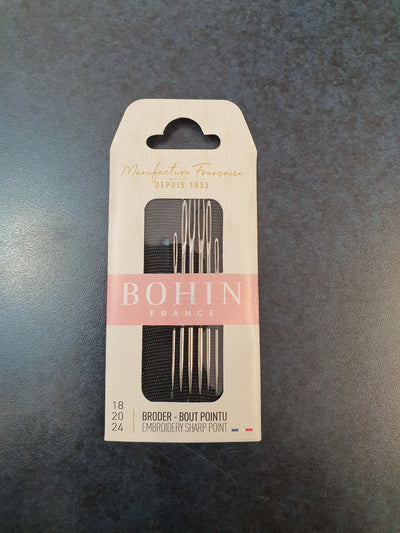 Manufacture Française
DEPUIS 1833
BOHIN
FRANCE
18
20
24
BRODER - BOUT POINTU
EMBROIDERY SHARP POINT